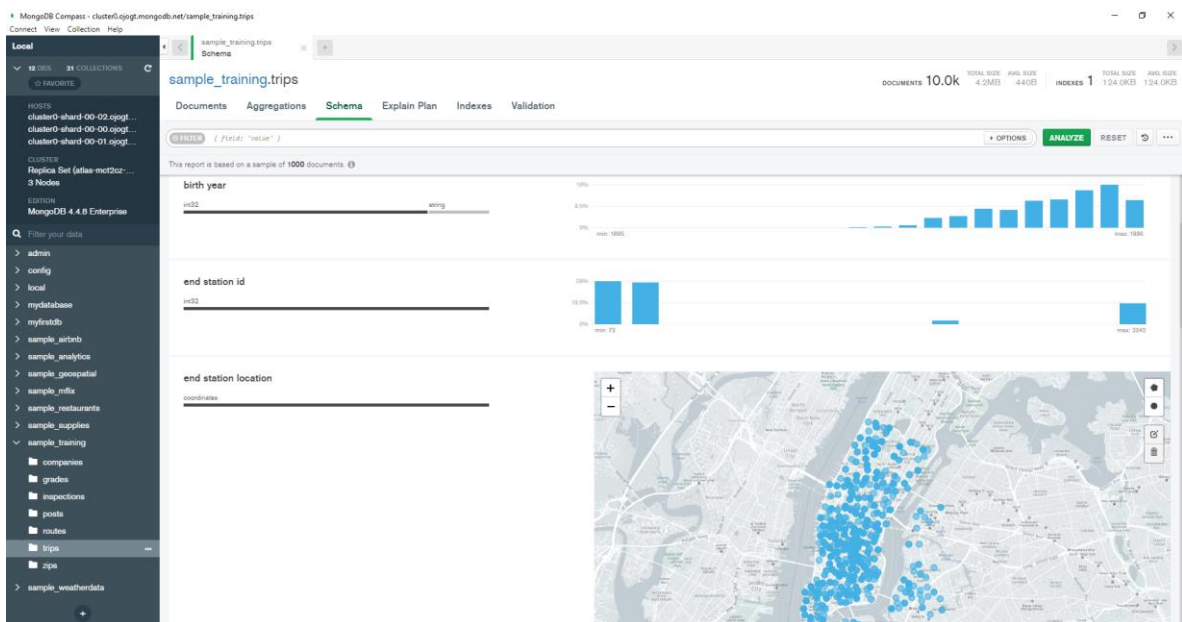 MongoDB Compass - cluster0.ojogt.mongodb.net/sample_training.trips
Connect View Collection Help
Local
12 DBS 31 COLLECTIONS
FAVORITE
HOSTS
cluster0-shard-00-02.ojogt...
cluster0-shard-00-00.ojogt...
cluster0-shard-00-01.ojogt...
CLUSTER
Replica Set (atlas-mct2cz-...
3 Nodes
EDITION
MongoDB 4.4.8 Enterprise
Filter your data
admin
config
local
mydatabase
myfirstdb
sample_airbnb
sample_analytics
sample_geospatial
sample_mflix
sample_restaurants
sample_supplies
sample_training
companies
grades
inspections
posts
routes
trips
zips
sample_weatherdata
sample_training.trips
Schema
sample_training.trips
DOCUMENTS 10.0k TOTAL SIZE 4.2MB AVG. SIZE 440B INDEXES 1 TOTAL SIZE 124.0KB AVG. SIZE 124.0KB
Documents Aggregations Schema Explain Plan Indexes Validation
FILTER { field: 'value' } OPTIONS ANALYZE RESET
This report is based on a sample of 1000 documents.
birth year
int32 string
min: 1885 max: 1996
end station id
int32
min: 72
end station location
coordinates